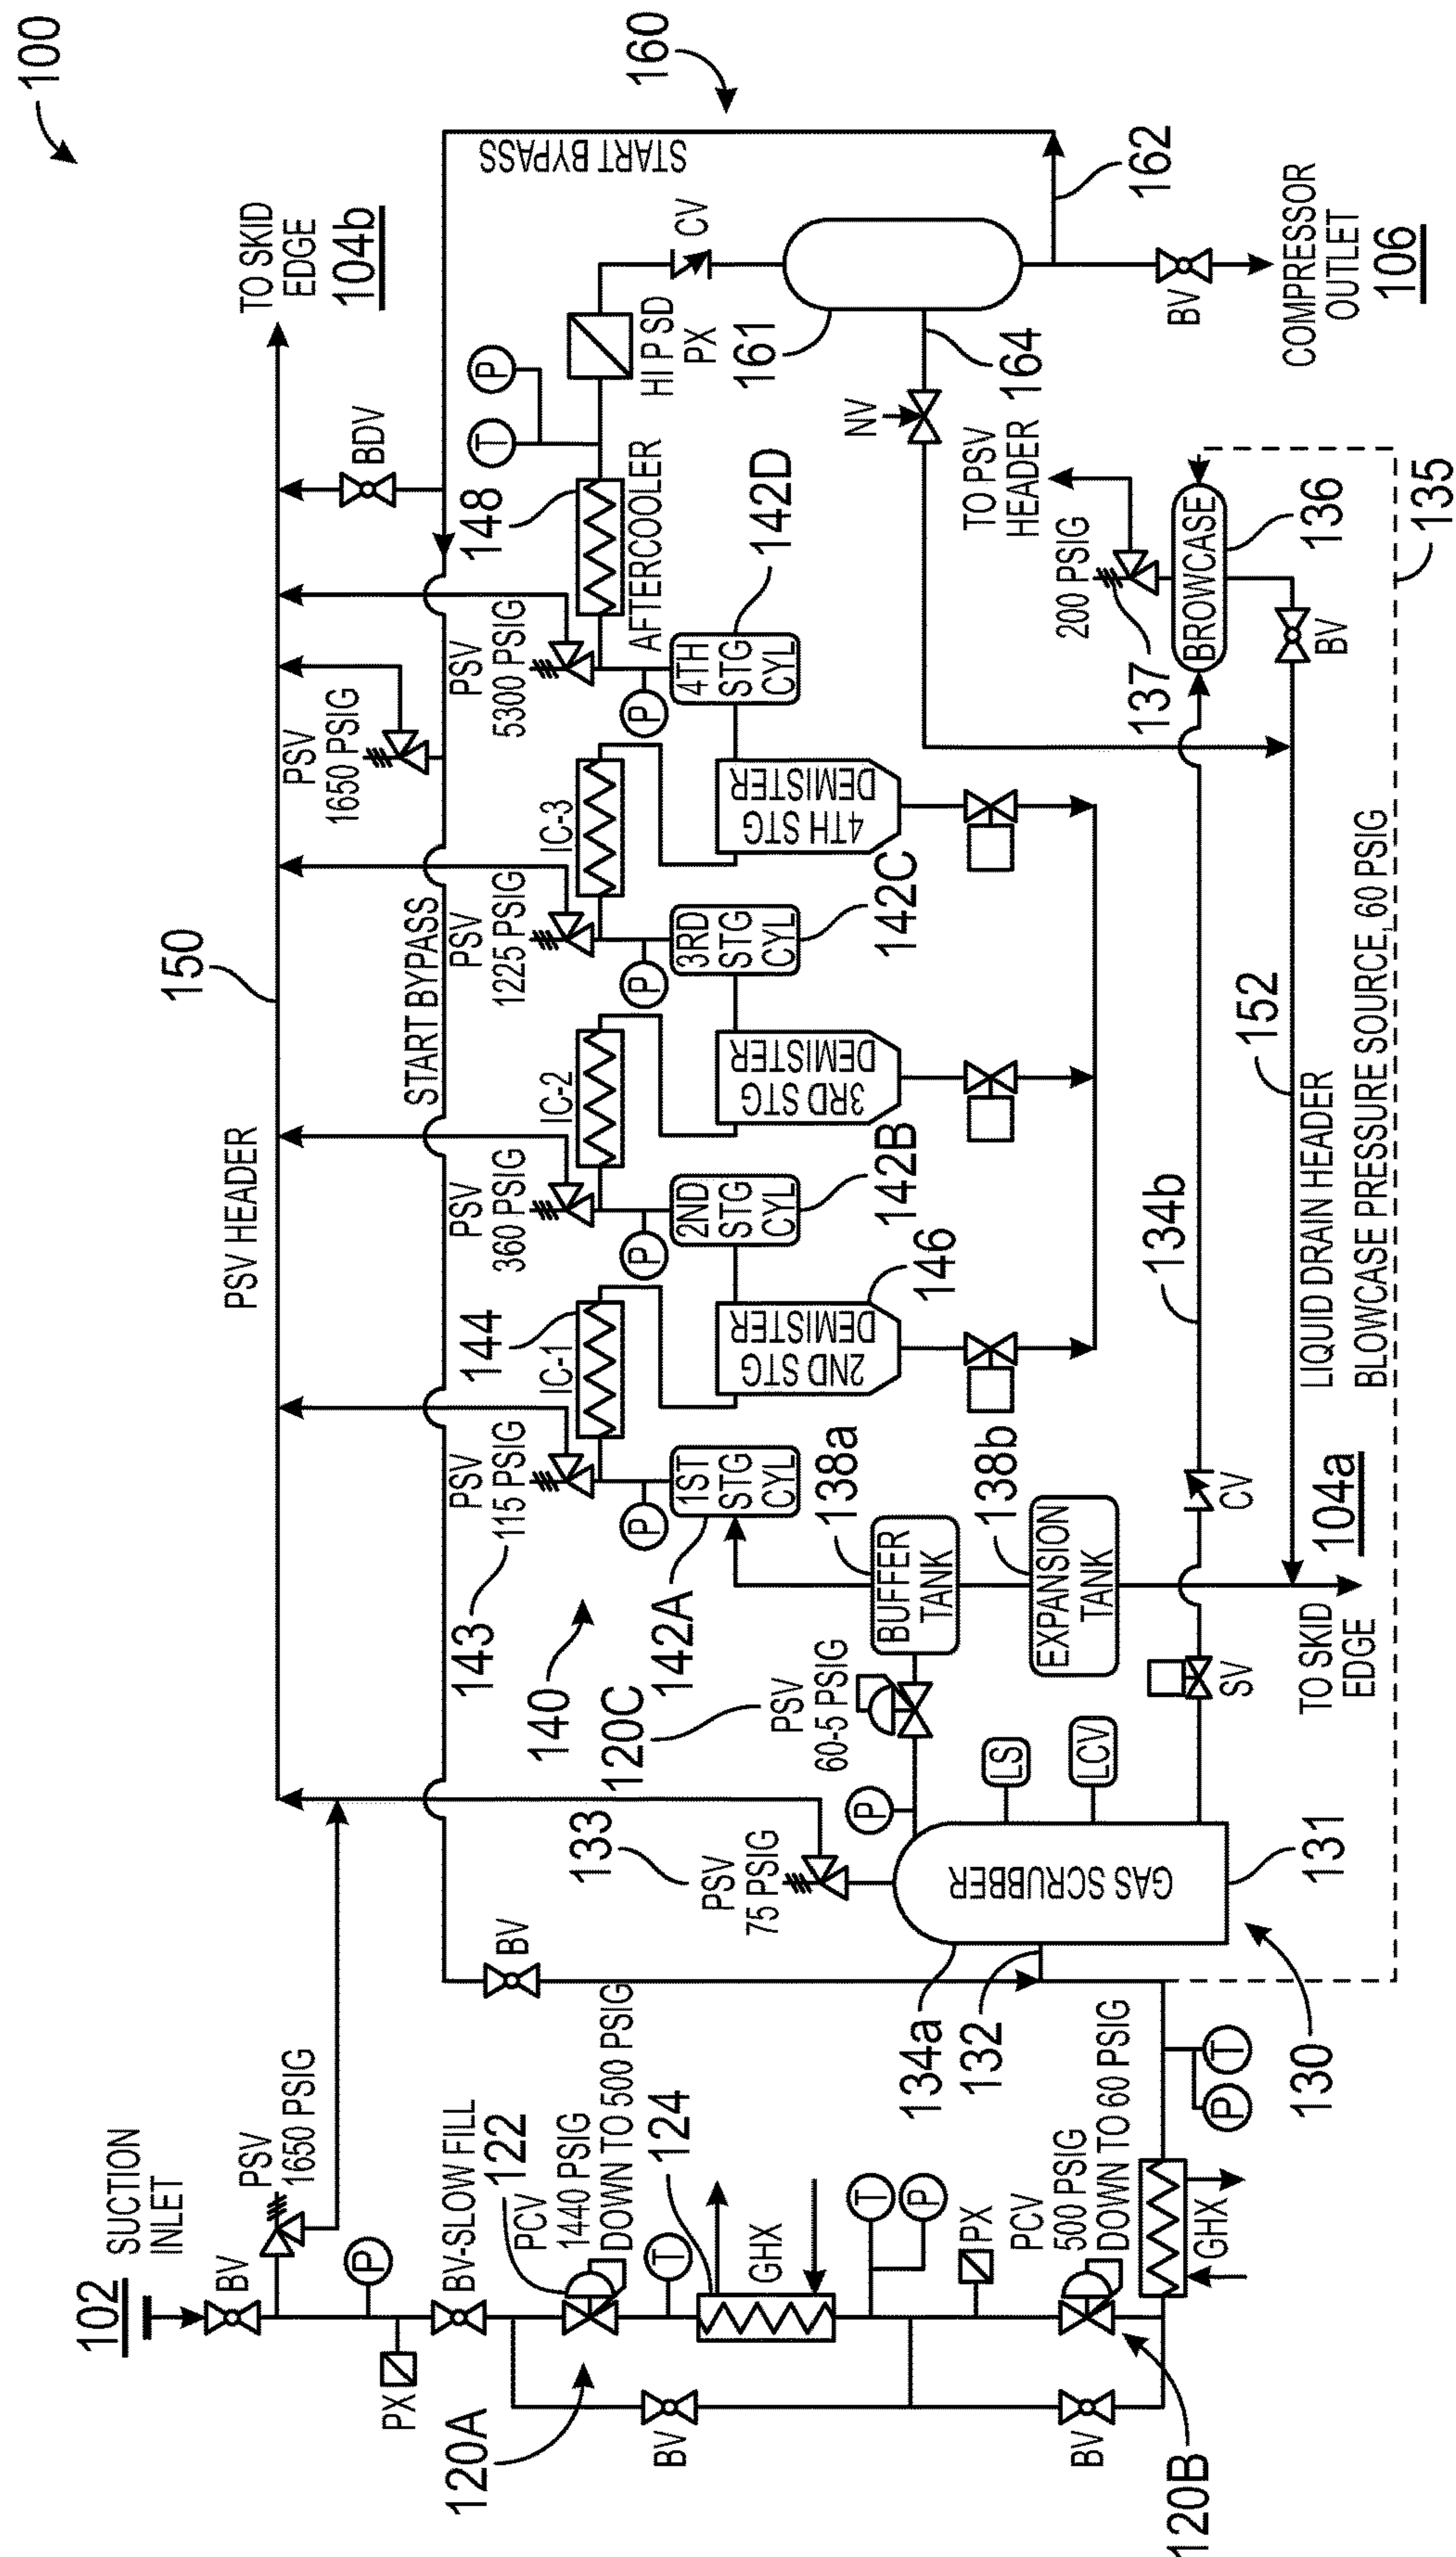 100
SUCTION
INLET
102
BV
PSV
1650 PSIG
P
PX
BV-SLOW FILL
122
PCV
1440 PSIG
DOWN TO 500 PSIG
120A
T
124
GHX
BV
T
P
PX
PCV
500 PSIG
DOWN TO 60 PSIG
BV
120B
GHX
P
T
130
BV
134a
132
133
PSV
75 PSIG
GAS SCRUBBER
131
P
LS
LCV
120C
PSV
60-5 PSIG
BUFFER
TANK
138a
EXPANSION
TANK
138b
SV
CV
TO SKID
EDGE
104a
134b
LIQUID DRAIN HEADER
152
BLOWCASE PRESSURE SOURCE, 60 PSIG
135
140
PSV HEADER
150
START BYPASS
143
PSV
115 PSIG
P
1ST
STG
CYL
142A
144
IC-1
2ND STG
DEMISTER
146
PSV
360 PSIG
P
2ND
STG
CYL
142B
IC-2
3RD STG
DEMISTER
PSV
1225 PSIG
P
3RD
STG
CYL
142C
IC-3
4TH STG
DEMISTER
PSV
1650 PSIG
PSV
5300 PSIG
P
4TH
STG
CYL
142D
148
AFTERCOOLER
BDV
TO SKID
EDGE
104b
T
P
HI P SD
PX
CV
START BYPASS
160
161
164
162
NV
BV
COMPRESSOR
OUTLET
106
TO PSV
HEADER
200 PSIG
137
BROWCASE
136
BV